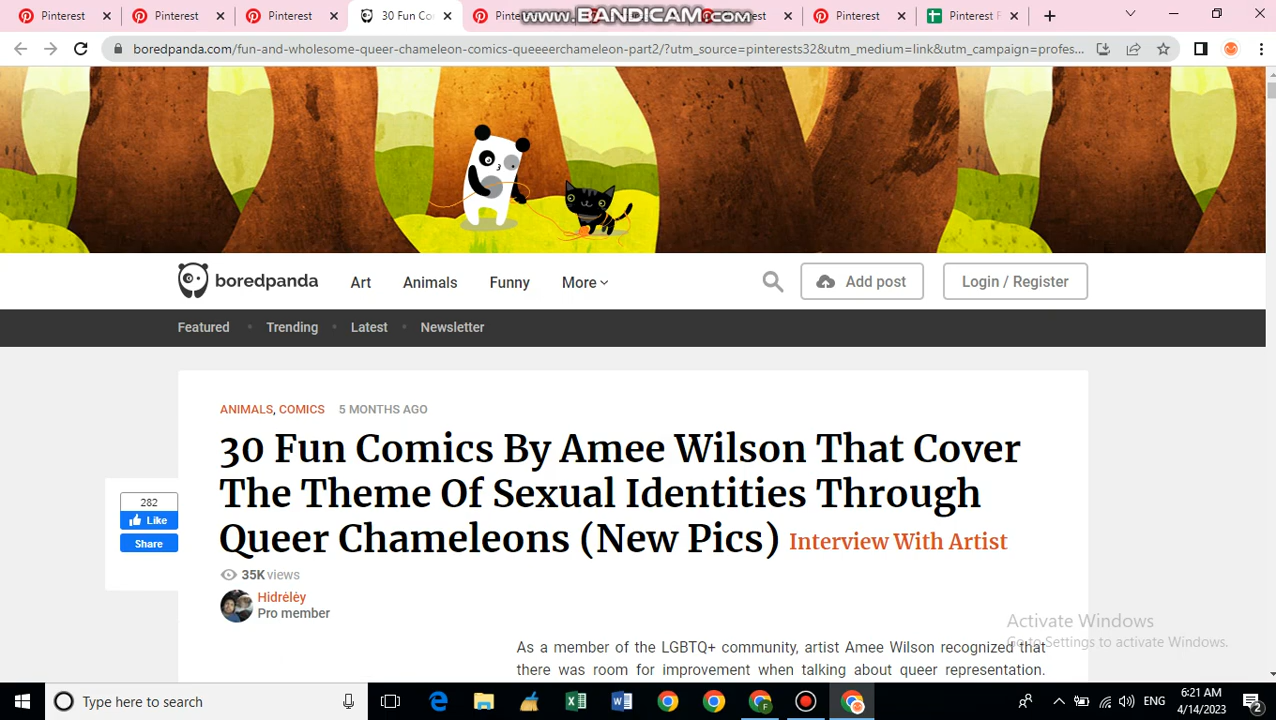 Pinterest
Pinterest
Pinterest
30 Fun Co
www.BANDICAM.com
Pinterest
Pinterest F
boredpanda.com/fun-and-wholesome-queer-chameleon-comics-queeeerchameleon-part2/?utm_source=pinterests32&utm_medium=link&utm_campaign=profes...
boredpanda
Art
Animals
Funny
More
Add post
Login / Register
Featured • Trending • Latest • Newsletter
ANIMALS, COMICS 5 MONTHS AGO
30 Fun Comics By Amee Wilson That Cover
The Theme Of Sexual Identities Through
Queer Chameleons (New Pics) Interview With Artist
282
Like
Share
35K views
Hidrėlėy
Pro member
As a member of the LGBTQ+ community, artist Amee Wilson recognized that
there was room for improvement when talking about queer representation.
Activate Windows
Go to Settings to activate Windows.
Type here to search
ENG
6:21 AM
4/14/2023
2